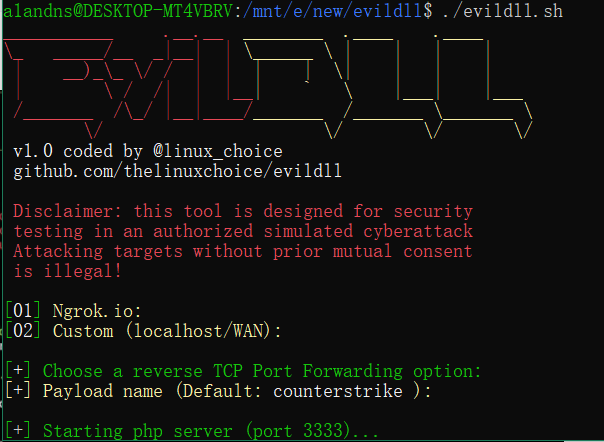 alandns@DESKTOP-MT4VBRV:/mnt/e/new/evildll$ ./evildll.sh
EvilDLL
v1.0 coded by @linux_choice
github.com/thelinuxchoice/evildll
Disclaimer: this tool is designed for security
testing in an authorized simulated cyberattack
Attacking targets without prior mutual consent
is illegal!
[01] Ngrok.io:
[02] Custom (localhost/WAN):
[+] Choose a reverse TCP Port Forwarding option:
[+] Payload name (Default: counterstrike ):
[+] Starting php server (port 3333)...